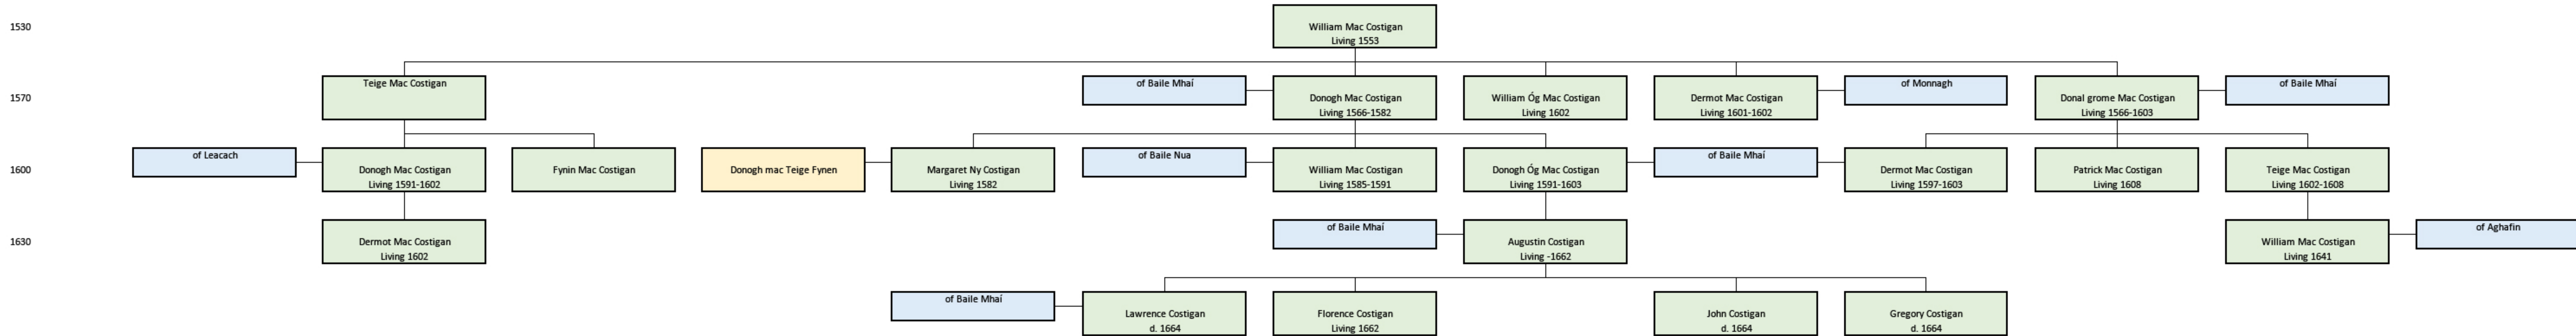 1530
William Mac Costigan
Living 1553
1570
Teige Mac Costigan
of Baile Mhaí
Donogh Mac Costigan
Living 1566-1582
William Óg Mac Costigan
Living 1602
Dermot Mac Costigan
Living 1601-1602
of Monnagh
Donal grome Mac Costigan
Living 1566-1603
of Baile Mhaí
1600
of Leacach
Donogh Mac Costigan
Living 1591-1602
Fynin Mac Costigan
Donogh mac Teige Fynen
Margaret Ny Costigan
Living 1582
of Baile Nua
William Mac Costigan
Living 1585-1591
Donogh Óg Mac Costigan
Living 1591-1603
of Baile Mhaí
Dermot Mac Costigan
Living 1597-1603
Patrick Mac Costigan
Living 1608
Teige Mac Costigan
Living 1602-1608
1630
Dermot Mac Costigan
Living 1602
of Baile Mhaí
Augustin Costigan
Living -1662
William Mac Costigan
Living 1641
of Aghafin
of Baile Mhaí
Lawrence Costigan
d. 1664
Florence Costigan
Living 1662
John Costigan
d. 1664
Gregory Costigan
d. 1664